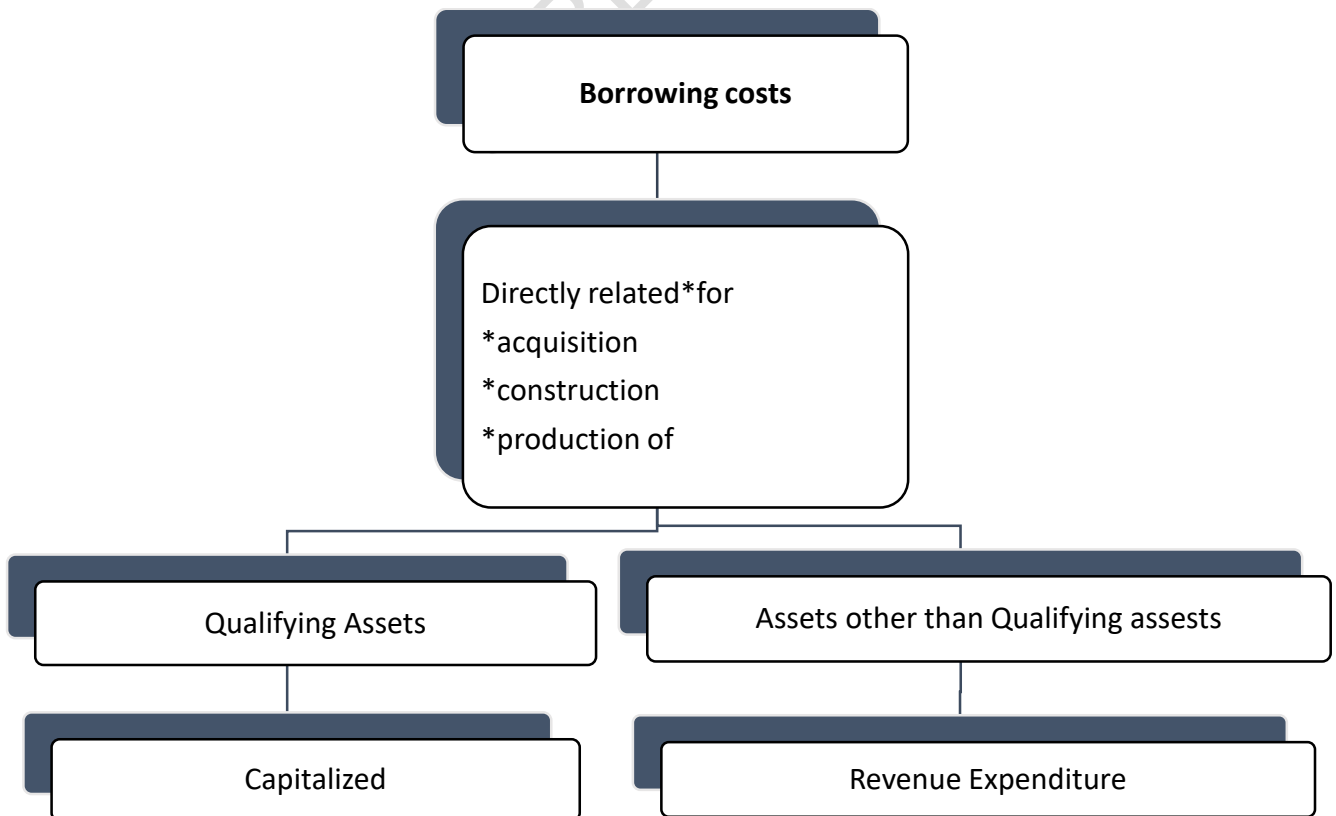 Borrowing costs
Directly related*for
*acquisition
*construction
*production of
Qualifying Assets
Assets other than Qualifying assests
Capitalized
Revenue Expenditure